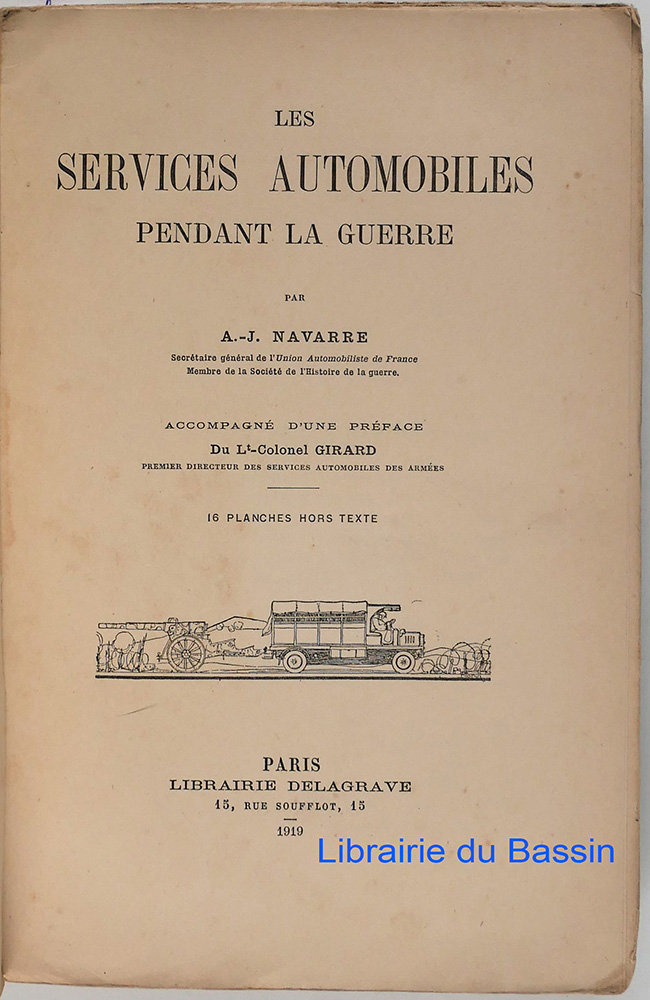 LES
SERVICES AUTOMOBILES
PENDANT LA GUERRE
PAR
A.-J. NAVARRE
Secrétaire général de l'Union Automobiliste de France
Membre de la Société de l'Histoire de la guerre.
ACCOMPAGNÉ D'UNE PRÉFACE
Du Lt-Colonel GIRARD
PREMIER DIRECTEUR DES SERVICES AUTOMOBILES DES ARMÉES
16 PLANCHES HORS TEXTE
PARIS
LIBRAIRIE DELAGRAVE
15, RUE SOUFFLOT, 15
1919
Librairie du Bassin